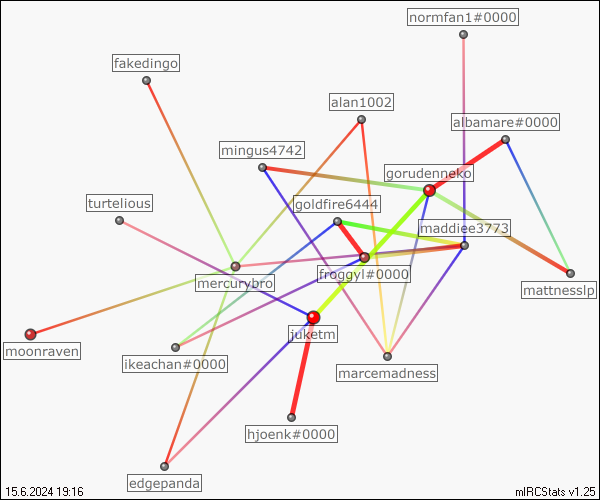 normfan1#0000
fakedingo
alan1002
albamare#0000
mingus4742
gorudenneko
turtelious
goldfire6444
maddiee3773
froggyl#0000
mercurybro
mattnesslp
juketm
moonraven
ikeachan#0000
marcemadness
hjoenk#0000
edgepanda
15.6.2024 19:16
mIRCStats v1.25